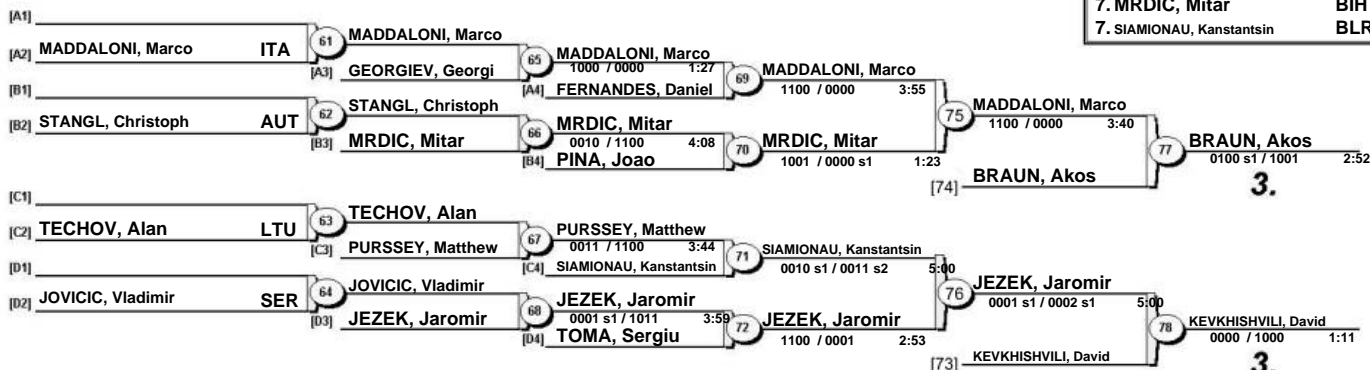 7. MRDIC, Mitar BIH
7. SIAMIONAU, Kanstantsin BLR
[A1]
[A2] MADDALONI, Marco ITA
61
MADDALONI, Marco
[A3] GEORGIEV, Georgi
65
MADDALONI, Marco
1000 / 0000 1:27
[A4] FERNANDES, Daniel
69
MADDALONI, Marco
1100 / 0000 3:55
[B1]
[B2] STANGL, Christoph AUT
62
STANGL, Christoph
[B3] MRDIC, Mitar
66
MRDIC, Mitar
0010 / 1100 4:08
[B4] PINA, Joao
70
MRDIC, Mitar
1001 / 0000 s1 1:23
75
MADDALONI, Marco
1100 / 0000 3:40
[74] BRAUN, Akos
77
BRAUN, Akos
0100 s1 / 1001 2:52
3.
[C1]
[C2] TECHOV, Alan LTU
63
TECHOV, Alan
[C3] PURSSEY, Matthew
67
PURSSEY, Matthew
0011 / 1100 3:44
[C4] SIAMIONAU, Kanstantsin
71
SIAMIONAU, Kanstantsin
0010 s1 / 0011 s2 5:00
[D1]
[D2] JOVICIC, Vladimir SER
64
JOVICIC, Vladimir
[D3] JEZEK, Jaromir
68
JEZEK, Jaromir
0001 s1 / 1011 3:59
[D4] TOMA, Sergiu
72
JEZEK, Jaromir
1100 / 0001 2:53
76
JEZEK, Jaromir
0001 s1 / 0002 s1 5:00
[73] KEVKHISHVILI, David
78
KEVKHISHVILI, David
0000 / 1000 1:11
3.